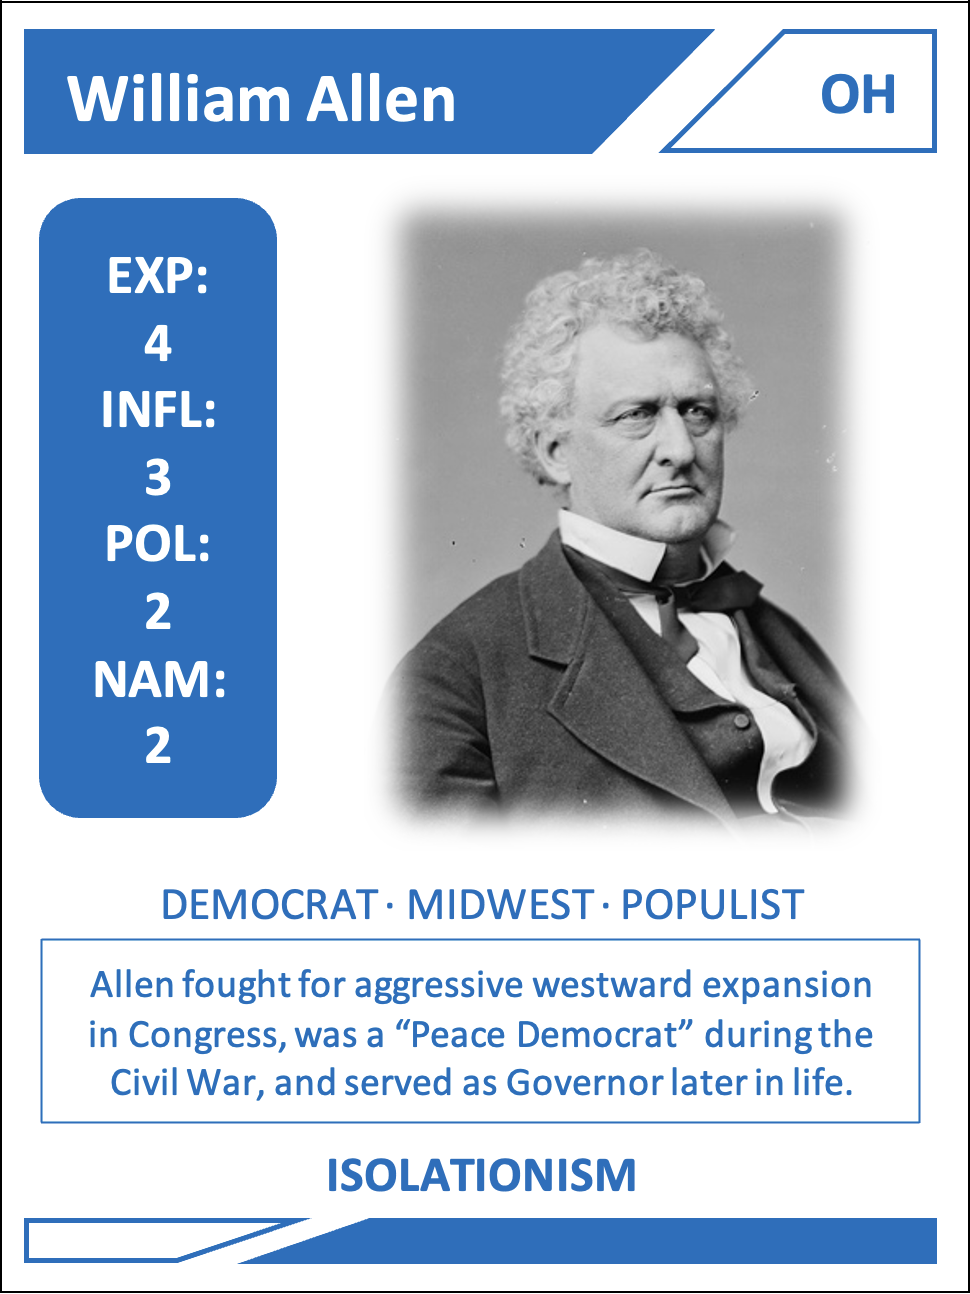 William Allen
OH
EXP:
4
INFL:
3
POL:
2
NAM:
2
DEMOCRAT · MIDWEST · POPULIST
Allen fought for aggressive westward expansion
in Congress, was a “Peace Democrat” during the
Civil War, and served as Governor later in life.
ISOLATIONISM